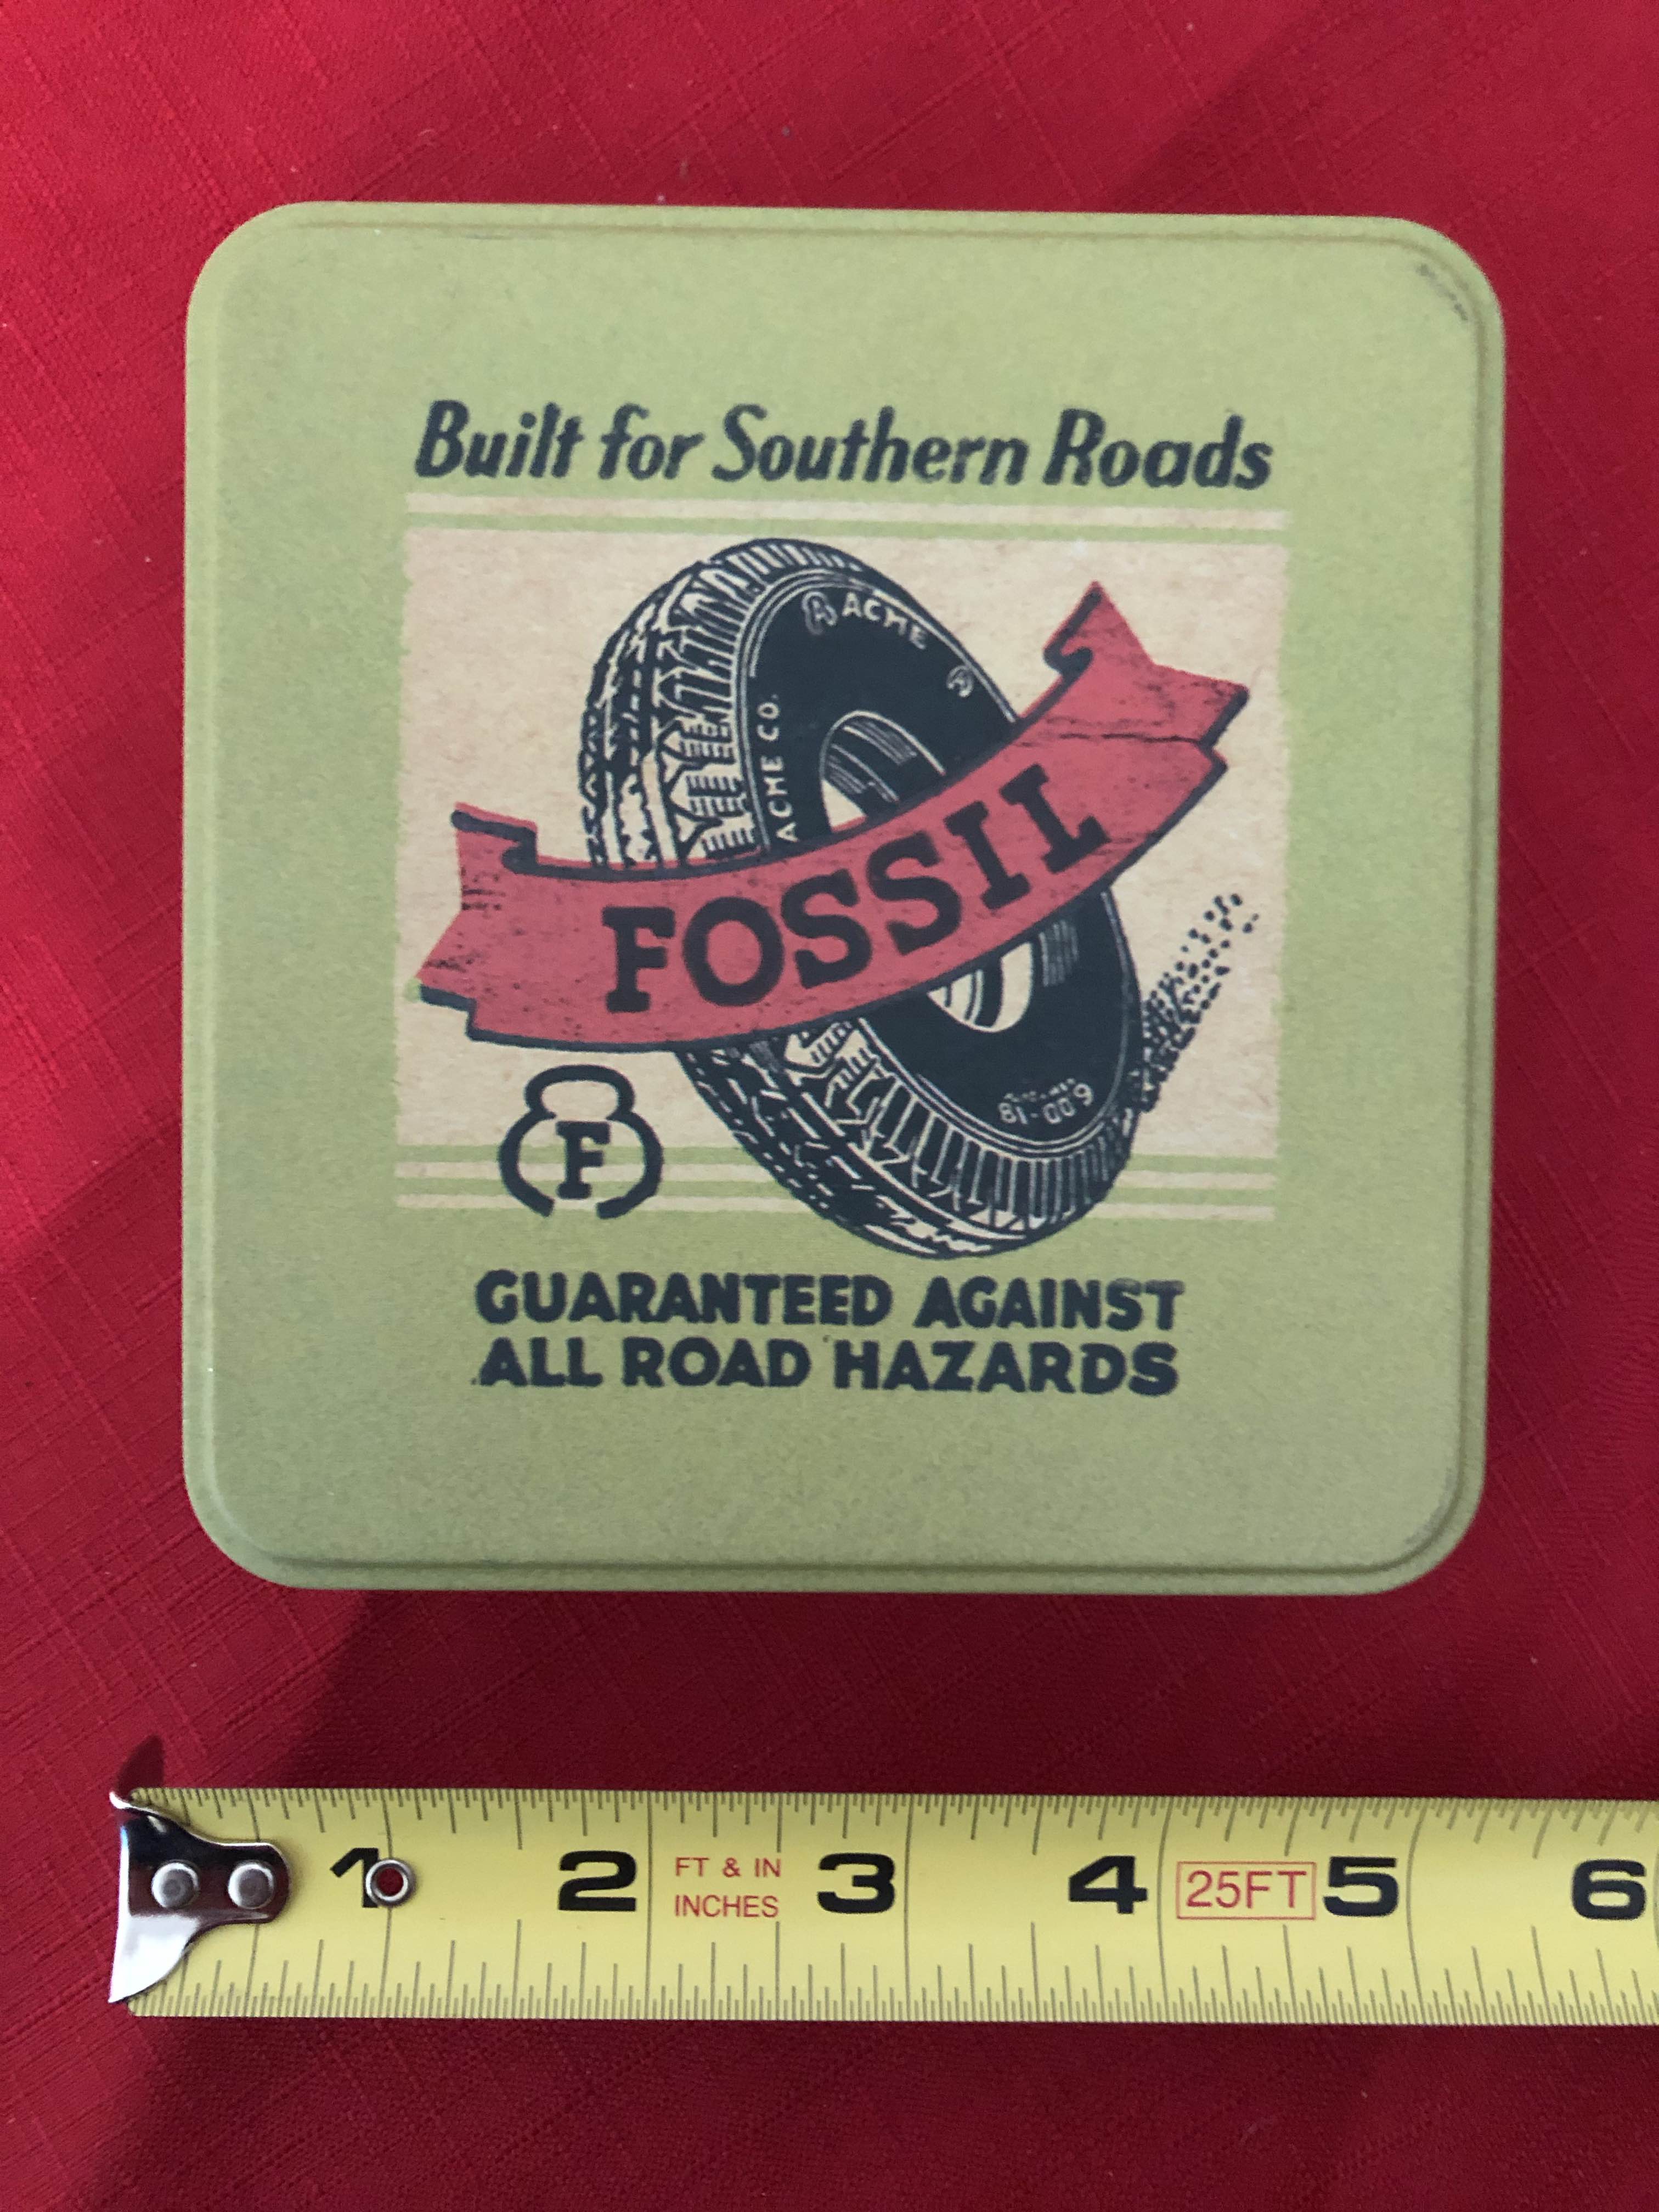 Built for Southern Roads
A ACME
ACME CO.
FOSSIL
6.00-18
F
GUARANTEED AGAINST
ALL ROAD HAZARDS
1 2 FT & IN 3 4 25FT 5 6
INCHES